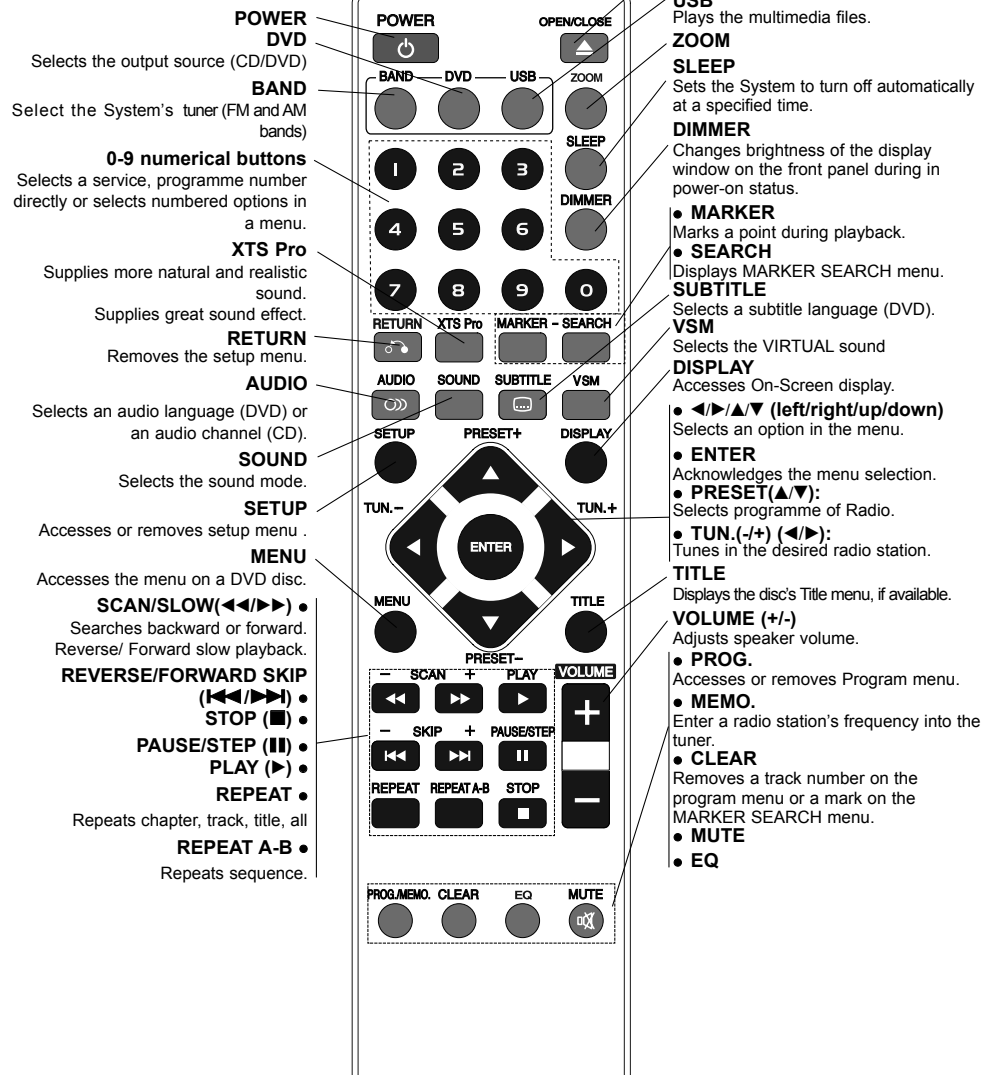 POWER
DVD
Selects the output source (CD/DVD)
BAND
Select the System's tuner (FM and AM
bands)
0-9 numerical buttons
Selects a service, programme number
directly or selects numbered options in
a menu.
XTS Pro
Supplies more natural and realistic
sound.
Supplies great sound effect.
RETURN
Removes the setup menu.
AUDIO
Selects an audio language (DVD) or
an audio channel (CD).
SOUND
Selects the sound mode.
SETUP
Accesses or removes setup menu .
MENU
Accesses the menu on a DVD disc.
SCAN/SLOW(◄◄/►►) ●
Searches backward or forward.
Reverse/ Forward slow playback.
REVERSE/FORWARD SKIP
(I◄◄/►►I) ●
STOP (■) ●
PAUSE/STEP (❚❚) ●
PLAY (►) ●
REPEAT ●
Repeats chapter, track, title, all
REPEAT A-B ●
Repeats sequence.
POWER OPEN/CLOSE
BAND DVD USB ZOOM
SLEEP
1 2 3
DIMMER
4 5 6
7 8 9 0
RETURN XTS Pro MARKER - SEARCH
AUDIO SOUND SUBTITLE VSM
SETUP PRESET+ DISPLAY
TUN.- TUN.+
ENTER
MENU TITLE
PRESET-
- SCAN + PLAY VOLUME
+
- SKIP + PAUSE/STEP
REPEAT REPEAT A-B STOP
-
PROG./MEMO. CLEAR EQ MUTE
USB
Plays the multimedia files.
ZOOM
SLEEP
Sets the System to turn off automatically
at a specified time.
DIMMER
Changes brightness of the display
window on the front panel during in
power-on status.
● MARKER
Marks a point during playback.
● SEARCH
Displays MARKER SEARCH menu.
SUBTITLE
Selects a subtitle language (DVD).
VSM
Selects the VIRTUAL sound
DISPLAY
Accesses On-Screen display.
● ◄/►/▲/▼ (left/right/up/down)
Selects an option in the menu.
● ENTER
Acknowledges the menu selection.
● PRESET(▲/▼):
Selects programme of Radio.
● TUN.(-/+) (◄/►):
Tunes in the desired radio station.
TITLE
Displays the disc's Title menu, if available.
VOLUME (+/-)
Adjusts speaker volume.
● PROG.
Accesses or removes Program menu.
● MEMO.
Enter a radio station's frequency into the
tuner.
● CLEAR
Removes a track number on the
program menu or a mark on the
MARKER SEARCH menu.
● MUTE
● EQ